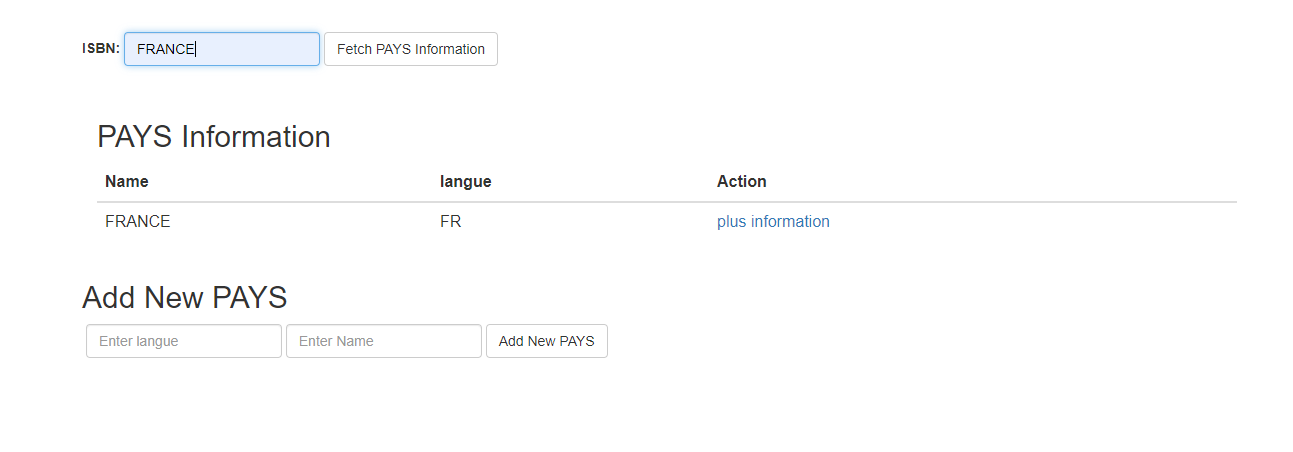 ISBN: FRANCE Fetch PAYS Information
PAYS Information
Name langue Action
FRANCE FR plus information
Add New PAYS
Enter langue Enter Name Add New PAYS